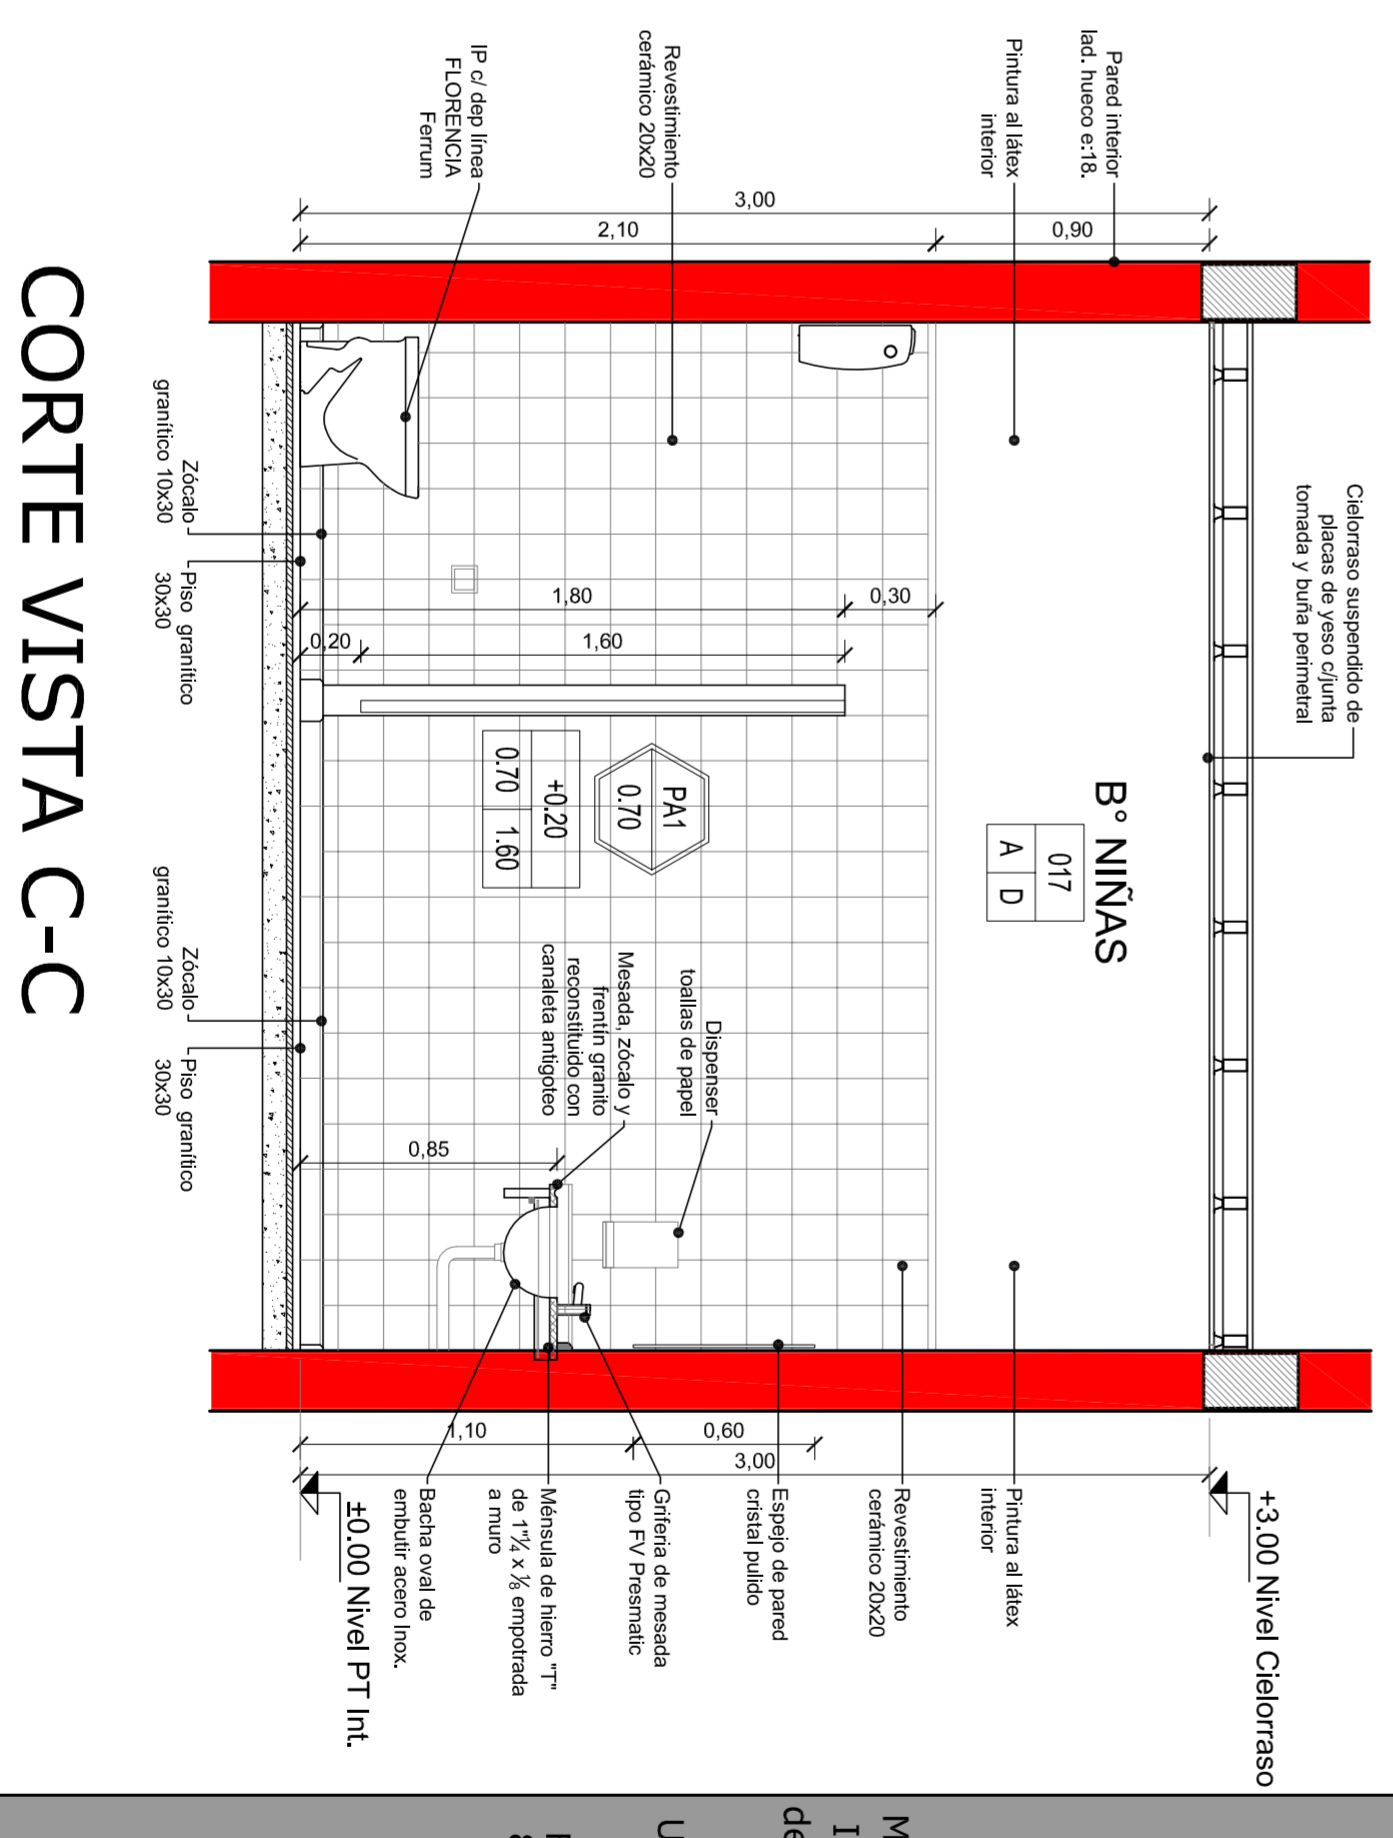 Cielorraso suspendido de
placas de yeso c/junta
tomada y buña perimetral
+3.00 Nivel Cielorraso
Pared interior
lad. hueco e:18.
B° NIÑAS
017
A
D
Pintura al látex
interior
Pintura al látex
interior
0,90
3,00
2,10
Revestimiento
cerámico 20x20
Revestimiento
cerámico 20x20
0,30
1,80
1,60
0,20
PA1
0.70
+0.20
0.70
1.60
Dispenser
toallas de papel
Mesada, zócalo y
frentín granito
reconstituido con
canaleta antigoteo
0,85
0,60
3,00
1,10
Espejo de pared
cristal pulido
Griferia de mesada
tipo FV Presmatic
Ménsula de hierro "T"
de 1"¼ x ⅛ empotrada
a muro
Bacha oval de
embutir acero Inox.
±0.00 Nivel PT Int.
IP c/ dep línea
FLORENCIA
Ferrum
Zócalo
granítico 10x30
Piso granítico
30x30
Zócalo
granítico 10x30
Piso granítico
30x30
CORTE VISTA C-C